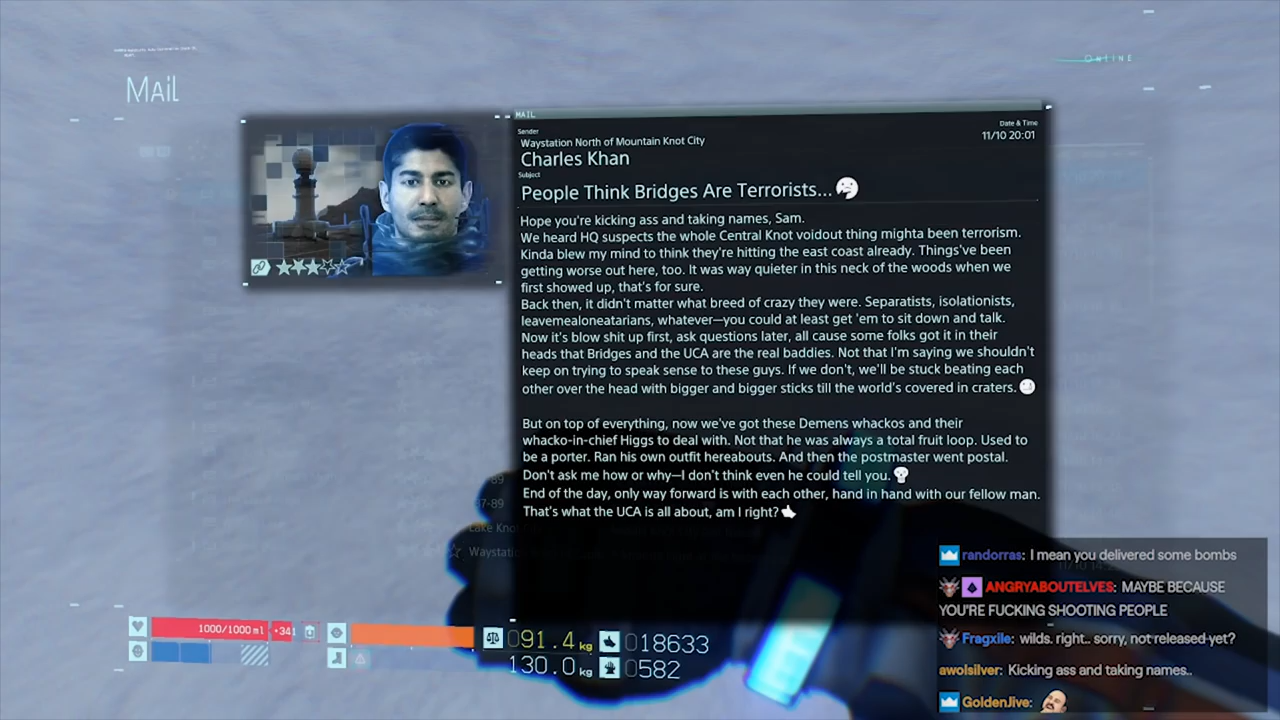 ONLINE
MAIL
MAIL
Sender
Date & Time
Waystation North of Mountain Knot City
11/10 20:01
Charles Khan
Subject
People Think Bridges Are Terrorists...
Hope you're kicking ass and taking names, Sam.
We heard HQ suspects the whole Central Knot voidout thing mighta been terrorism.
Kinda blew my mind to think they're hitting the east coast already. Things've been
getting worse out here, too. It was way quieter in this neck of the woods when we
first showed up, that's for sure.
Back then, it didn't matter what breed of crazy they were. Separatists, isolationists,
leavemealoneatarians, whatever—you could at least get 'em to sit down and talk.
Now it's blow shit up first, ask questions later, all cause some folks got it in their
heads that Bridges and the UCA are the real baddies. Not that I'm saying we shouldn't
keep on trying to speak sense to these guys. If we don't, we'll be stuck beating each
other over the head with bigger and bigger sticks till the world's covered in craters.
But on top of everything, now we've got these Demens whackos and their
whacko-in-chief Higgs to deal with. Not that he was always a total fruit loop. Used to
be a porter. Ran his own outfit hereabouts. And then the postmaster went postal.
Don't ask me how or why—I don't think even he could tell you.
End of the day, only way forward is with each other, hand in hand with our fellow man.
That's what the UCA is all about, am I right?
Lake Knot
Waystati
1000/1000 ml +341
091.4 kg 018633
130.0 kg 0582
randorras: I mean you delivered some bombs
ANGRYABOUTELVES: MAYBE BECAUSE
YOU'RE FUCKING SHOOTING PEOPLE
Fragxile: wilds. right.. sorry, not released yet?
awolsilver: Kicking ass and taking names..
GoldenJive: